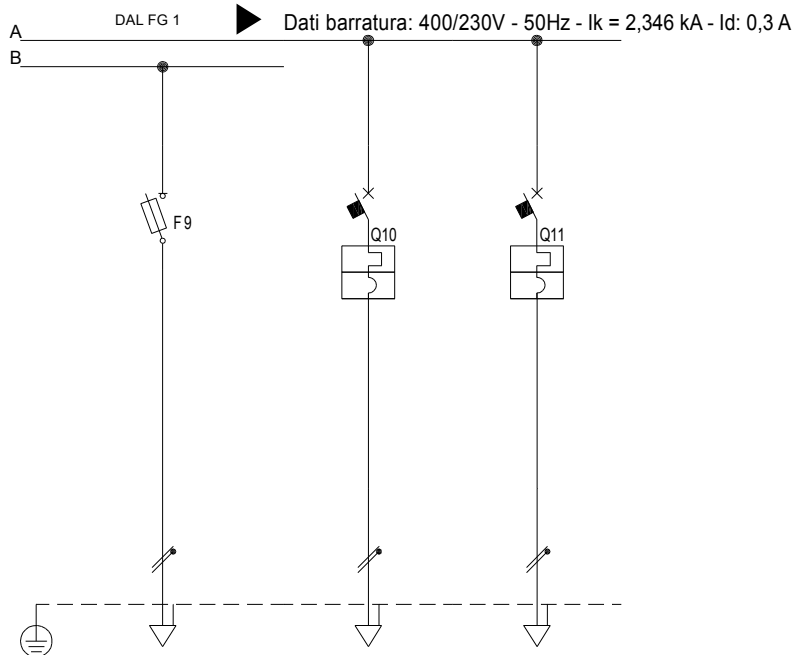 DAL FG 1
Dati barratura: 400/230V - 50Hz - Ik = 2,346 kA - Id: 0,3 A
A
B
F9
Q10
Q11